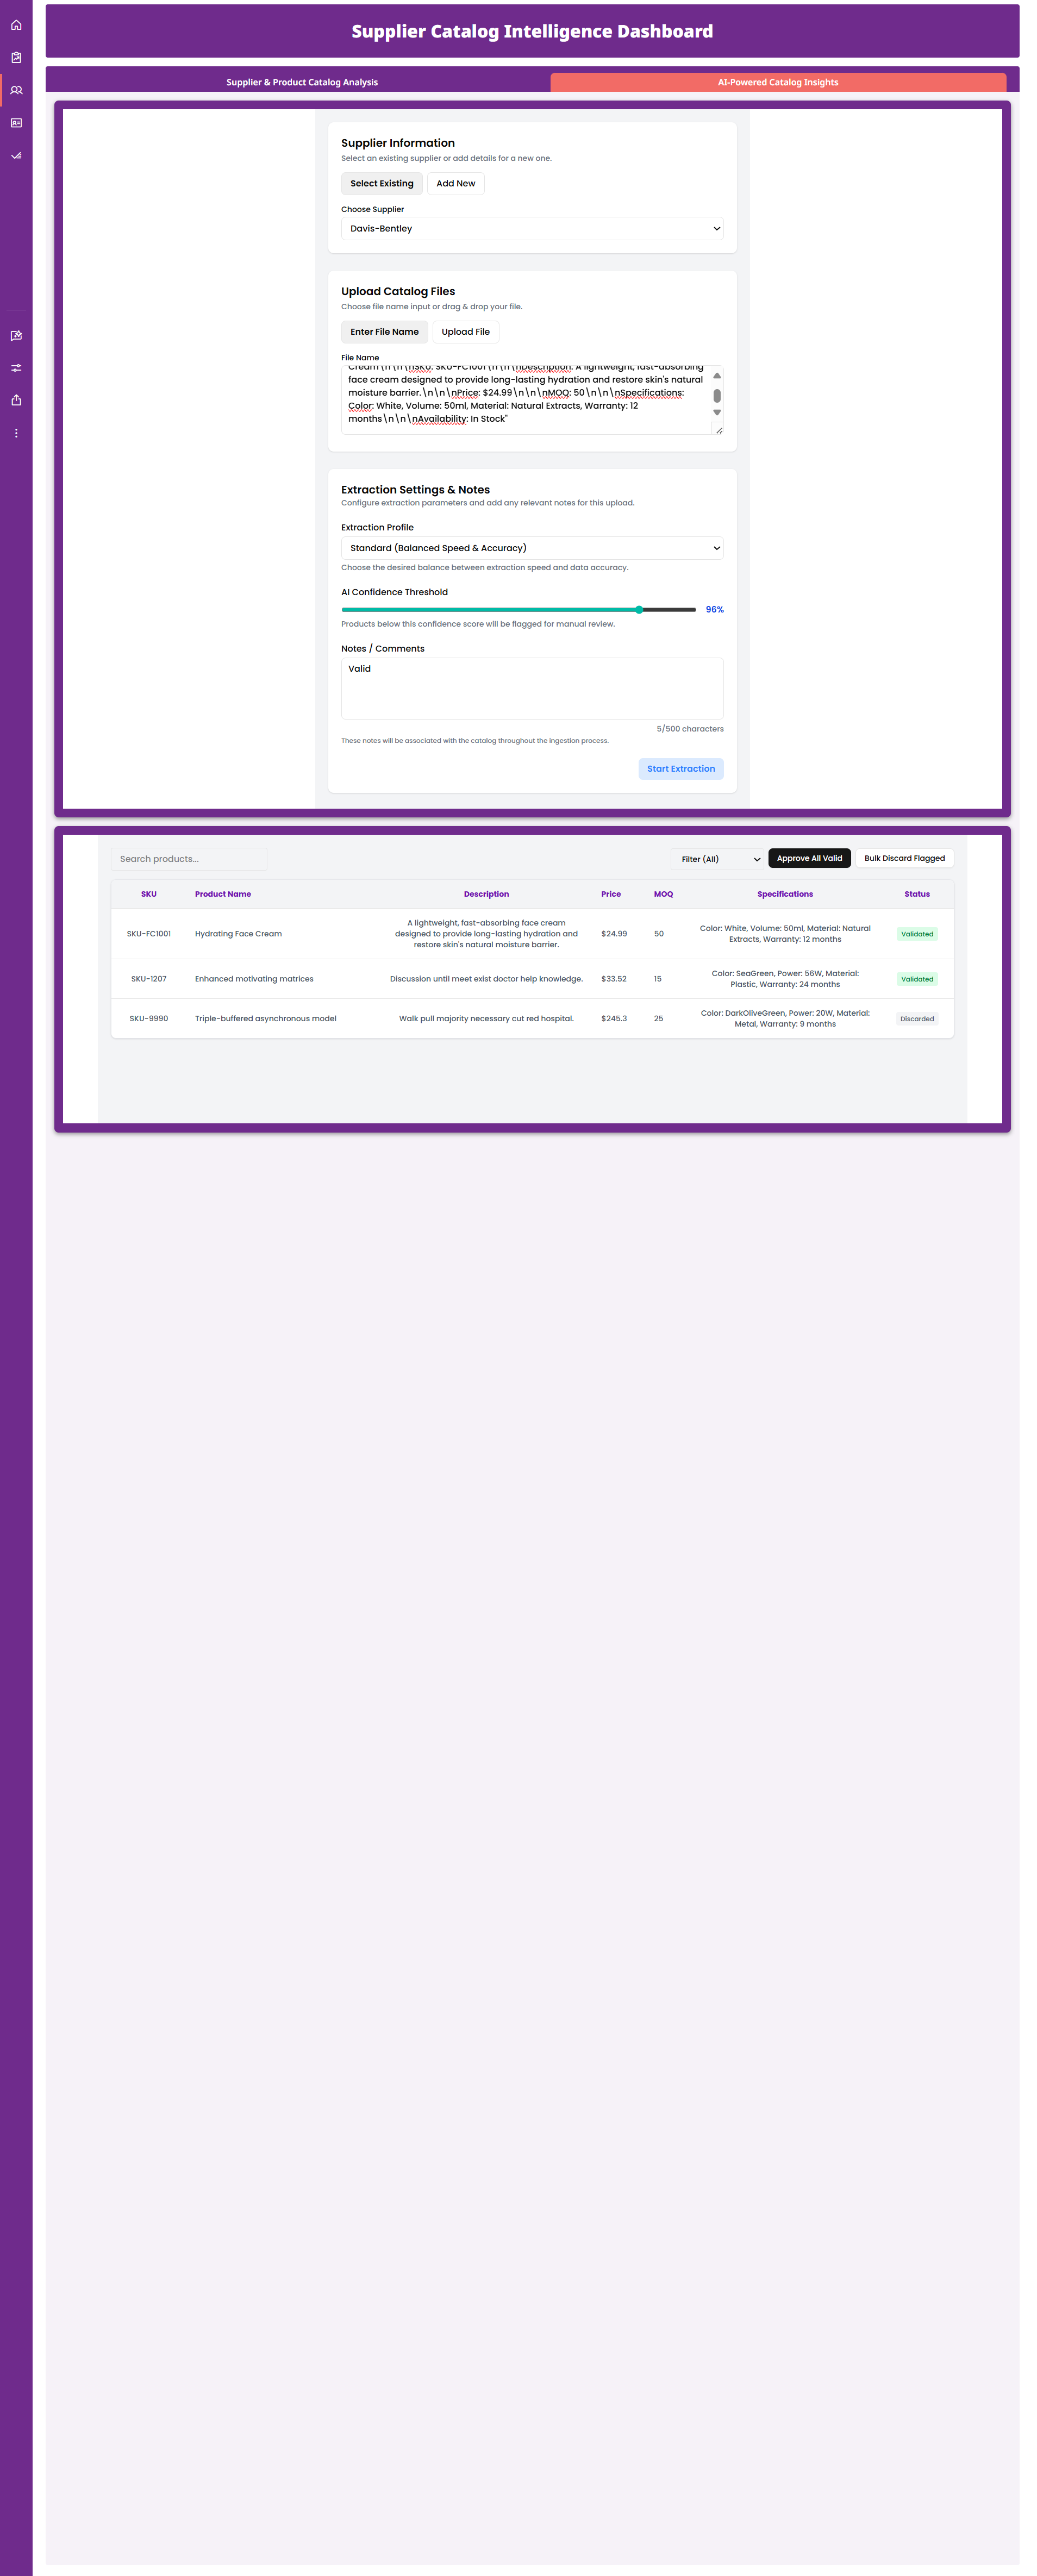 Supplier Catalog Intelligence Dashboard
Supplier & Product Catalog Analysis
AI-Powered Catalog Insights
Supplier Information
Select an existing supplier or add details for a new one.
Select Existing
Add New
Choose Supplier
Davis-Bentley
Upload Catalog Files
Choose file name input or drag & drop your file.
Enter File Name
Upload File
File Name
Cream\n\n\nSKU: SKU-FC1001\n\n\nDescription: A lightweight, fast-absorbing
face cream designed to provide long-lasting hydration and restore skin's natural
moisture barrier.\n\n\nPrice: $24.99\n\n\nMOQ: 50\n\n\nSpecifications:
Color: White, Volume: 50ml, Material: Natural Extracts, Warranty: 12
months\n\n\nAvailability: In Stock"
Extraction Settings & Notes
Configure extraction parameters and add any relevant notes for this upload.
Extraction Profile
Standard (Balanced Speed & Accuracy)
Choose the desired balance between extraction speed and data accuracy.
AI Confidence Threshold
96%
Products below this confidence score will be flagged for manual review.
Notes / Comments
Valid
5/500 characters
These notes will be associated with the catalog throughout the ingestion process.
Start Extraction
Search products...
Filter (All)
Approve All Valid
Bulk Discard Flagged
SKU Product Name Description Price MOQ Specifications Status
A lightweight, fast-absorbing face cream
designed to provide long-lasting hydration and
restore skin's natural moisture barrier.
SKU-FC1001 Hydrating Face Cream $24.99 50
Color: White, Volume: 50ml, Material: Natural
Extracts, Warranty: 12 months
Validated
SKU-1207 Enhanced motivating matrices Discussion until meet exist doctor help knowledge. $33.52 15
Color: SeaGreen, Power: 56W, Material:
Plastic, Warranty: 24 months
Validated
SKU-9990 Triple-buffered asynchronous model Walk pull majority necessary cut red hospital. $245.3 25
Color: DarkOliveGreen, Power: 20W, Material:
Metal, Warranty: 9 months
Discarded